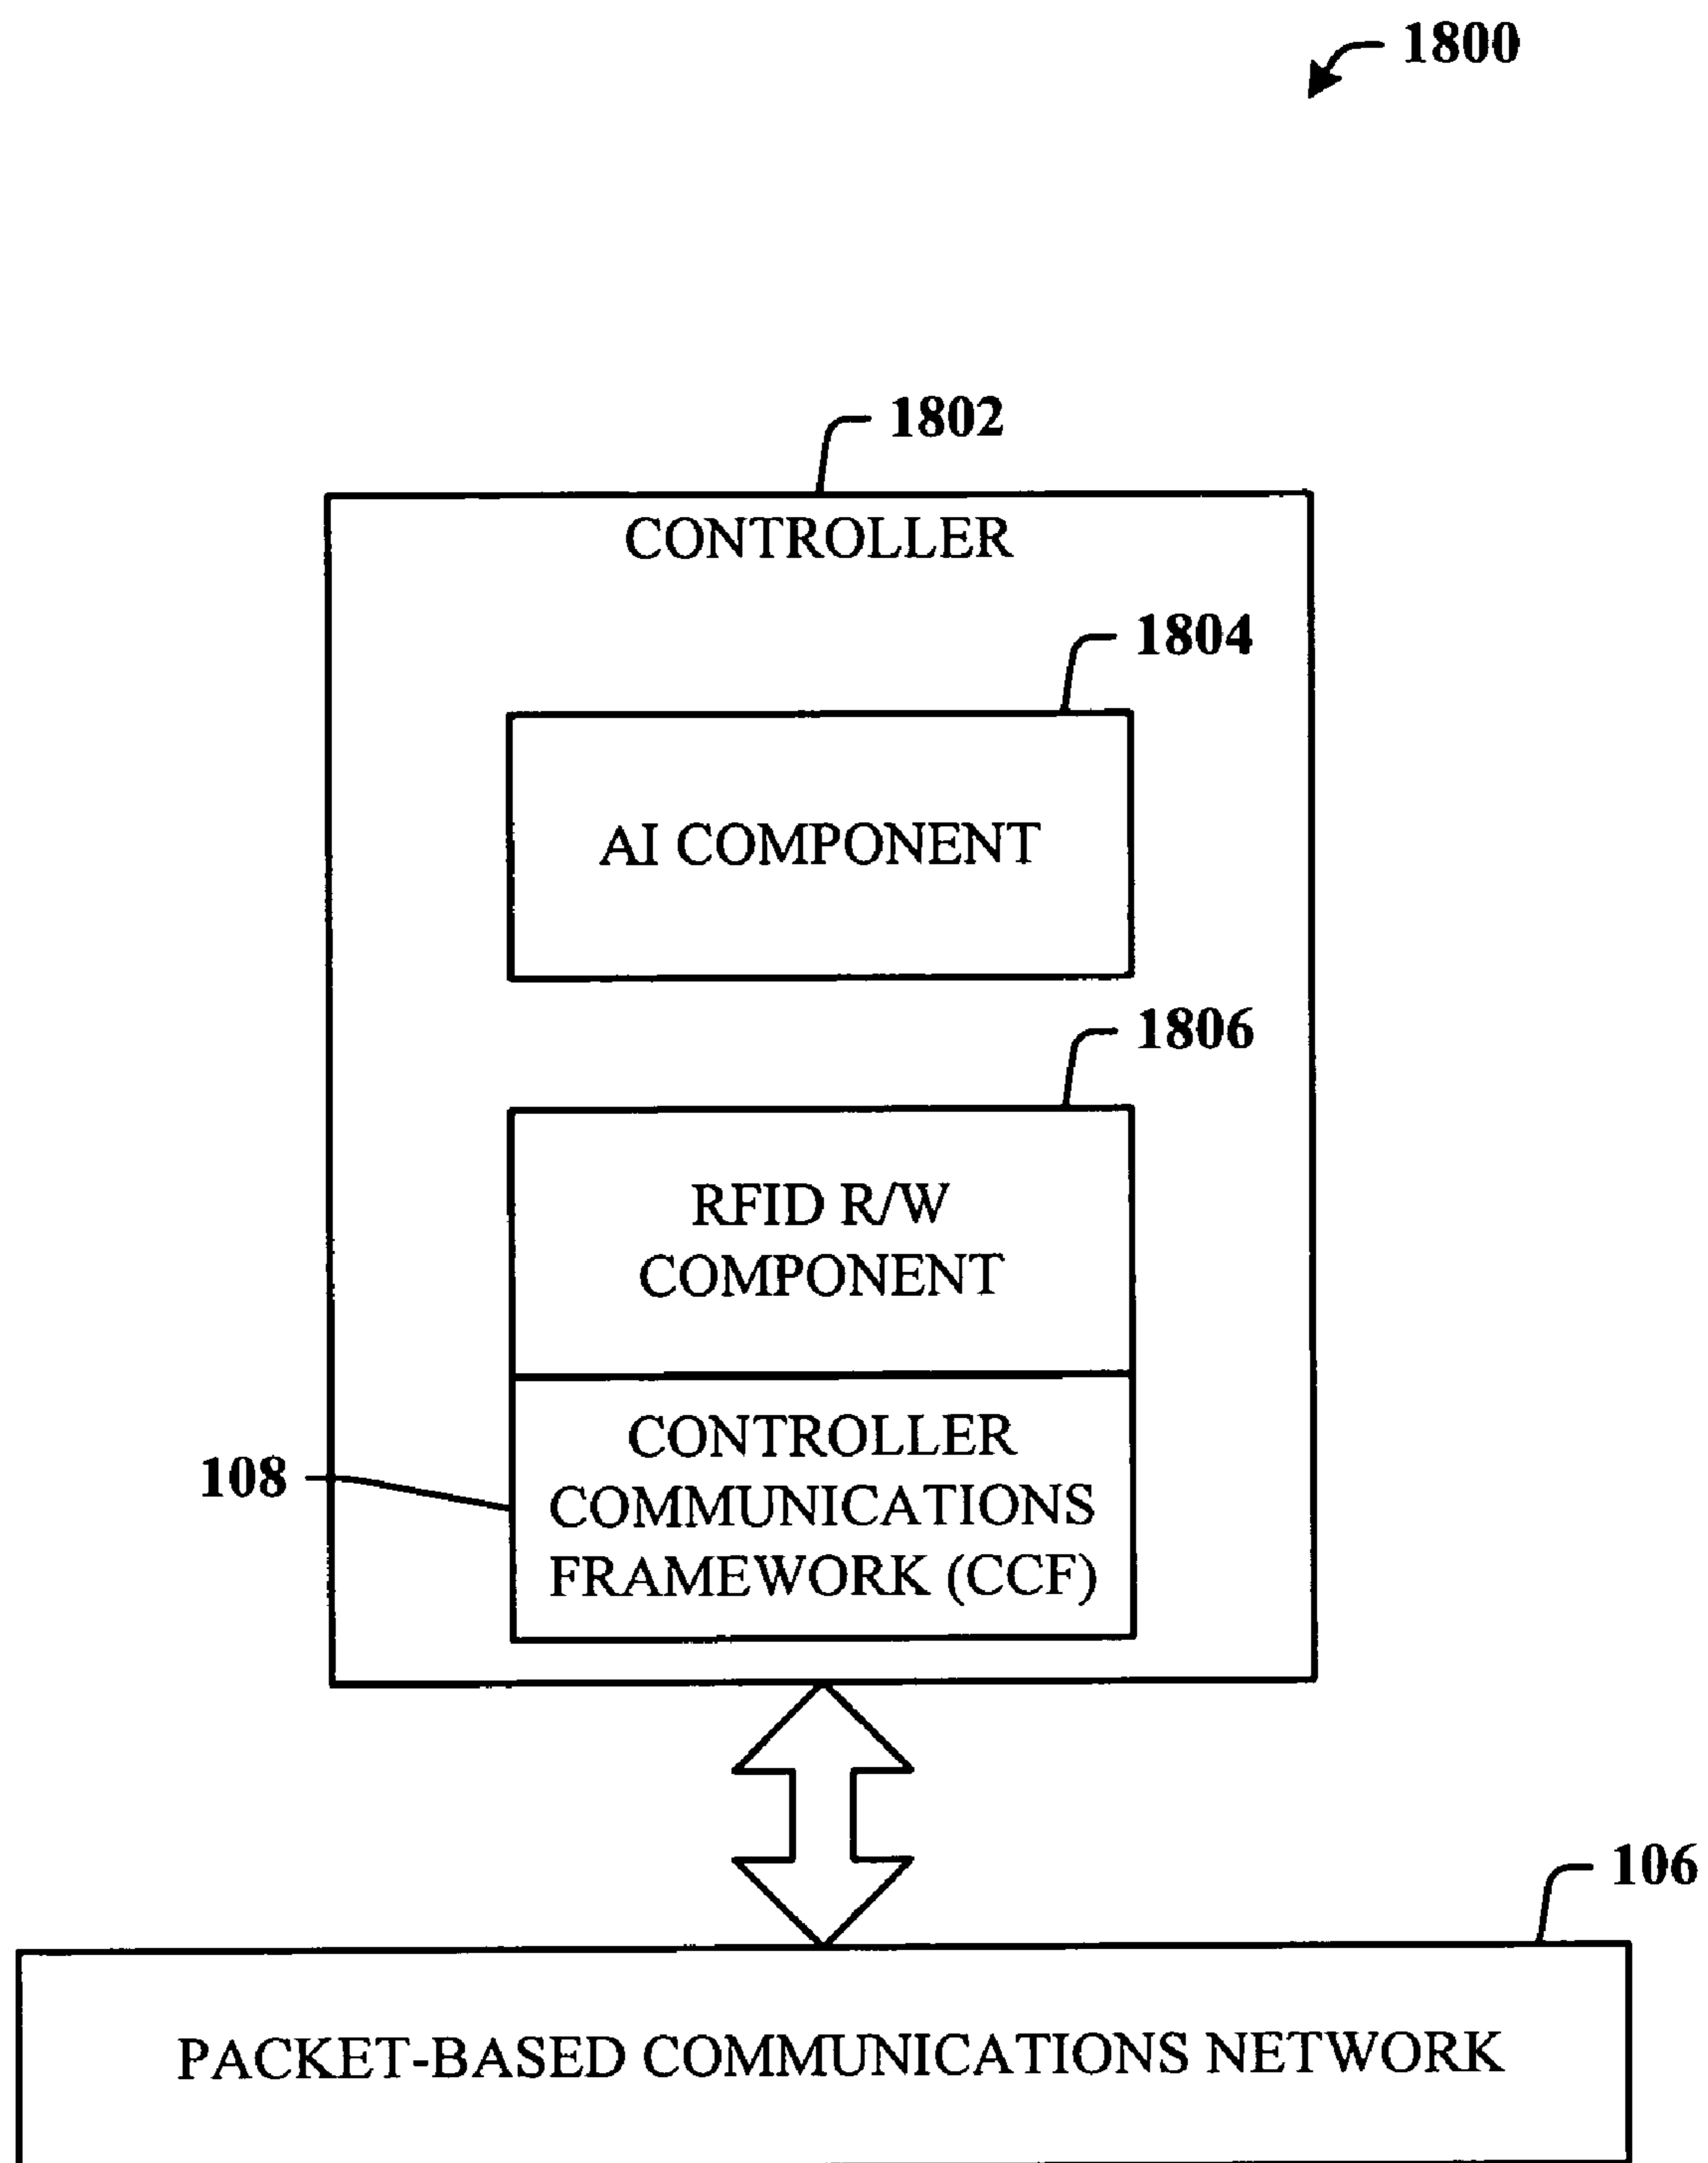 1800
1802
CONTROLLER
1804
AI COMPONENT
1806
RFID R/W
COMPONENT
CONTROLLER
108
COMMUNICATIONS
FRAMEWORK (CCF)
106
PACKET-BASED COMMUNICATIONS NETWORK